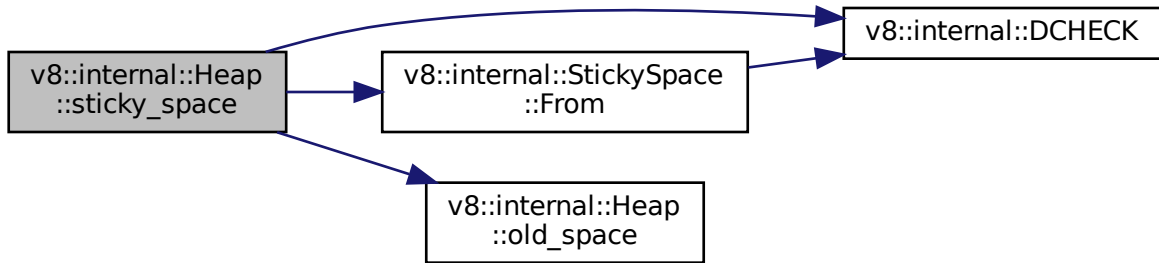 v8::internal::Heap
::sticky_space
v8::internal::StickySpace
::From
v8::internal::DCHECK
v8::internal::Heap
::old_space